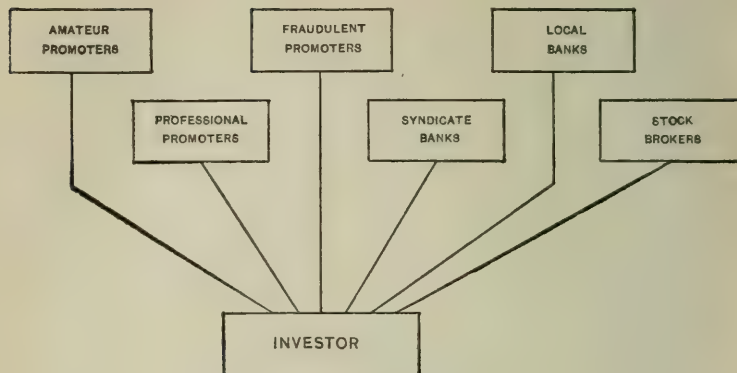 AMATEUR
PROMOTERS
FRAUDULENT
PROMOTERS
LOCAL
BANKS
PROFESSIONAL
PROMOTERS
SYNDICATE
BANKS
STOCK
BROKERS
INVESTOR